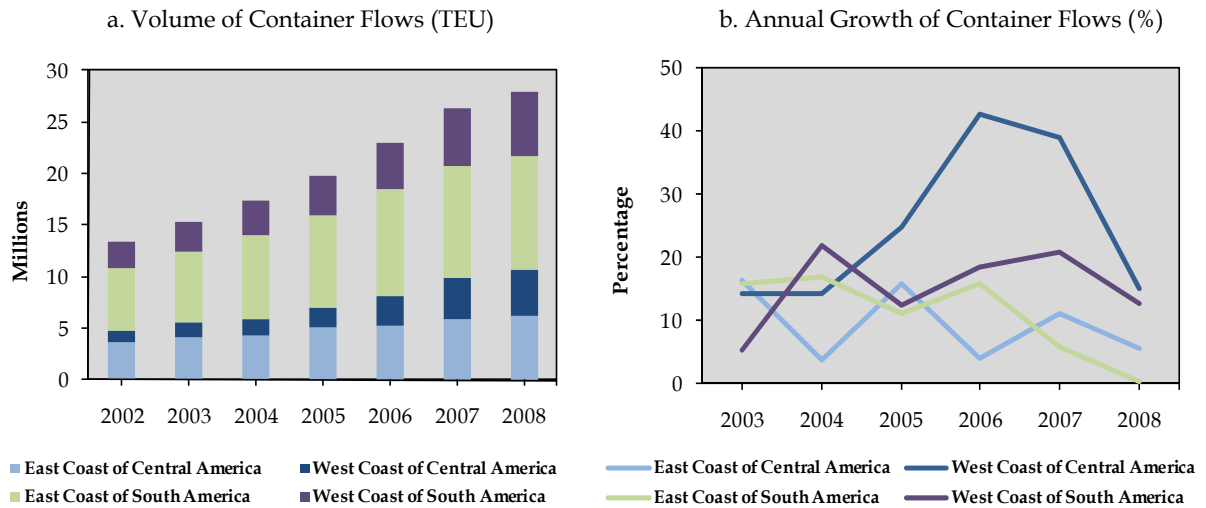 a. Volume of Container Flows (TEU)
30
25
20
15
10
5
0
Millions
2002 2003 2004 2005 2006 2007 2008
East Coast of Central America West Coast of Central America
East Coast of South America West Coast of South America
b. Annual Growth of Container Flows (%)
50
40
30
20
10
0
Percentage
2003 2004 2005 2006 2007 2008
East Coast of Central America West Coast of Central America
East Coast of South America West Coast of South America